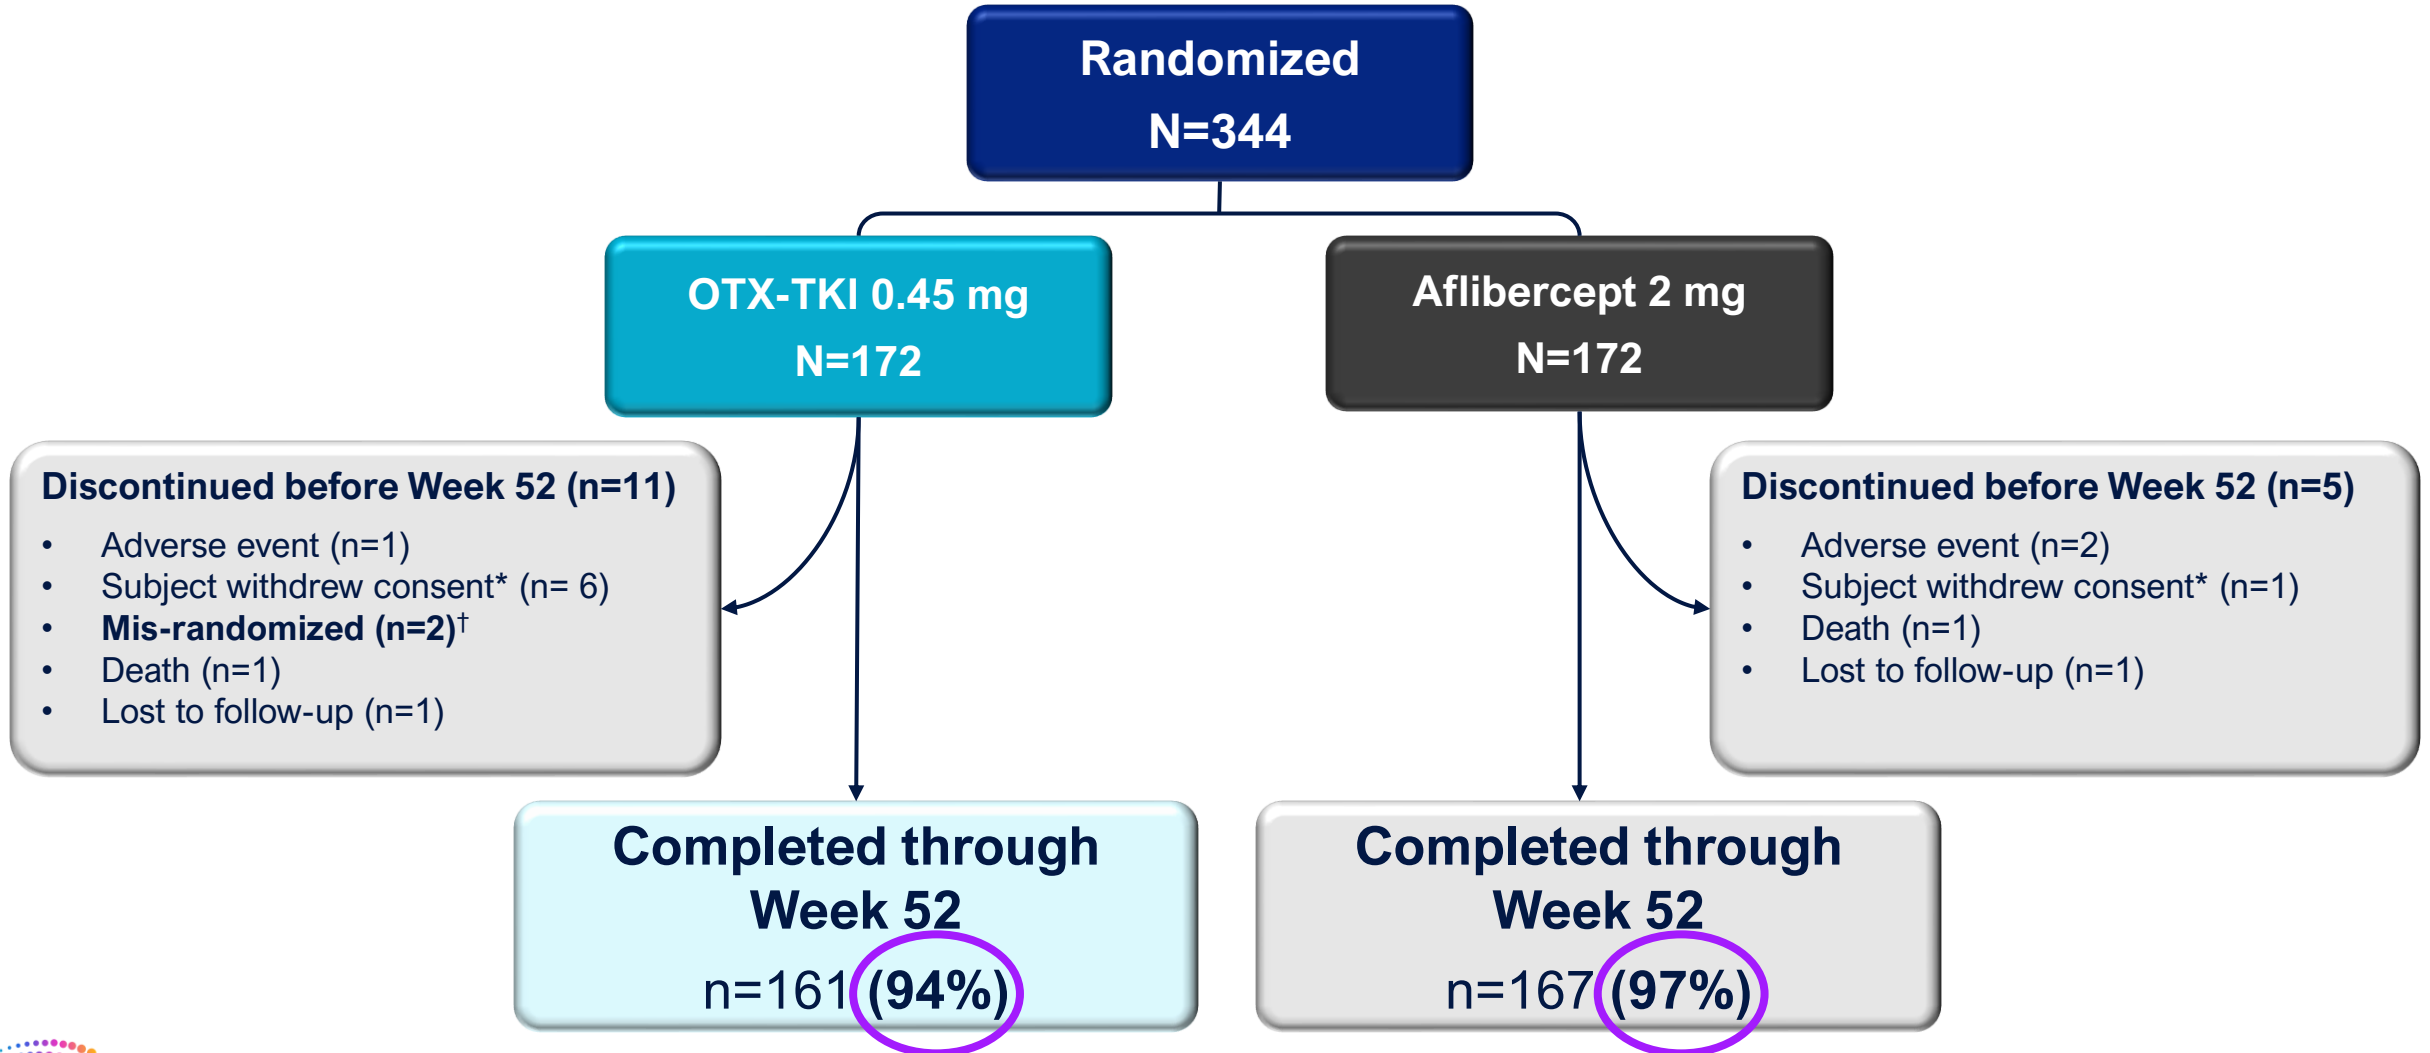 Randomized
N=344
OTX-TKI 0.45 mg
N=172
Aflibercept 2 mg
N=172
Discontinued before Week 52 (n=11)
• Adverse event (n=1)
• Subject withdrew consent* (n= 6)
• Mis-randomized (n=2)†
• Death (n=1)
• Lost to follow-up (n=1)
Discontinued before Week 52 (n=5)
• Adverse event (n=2)
• Subject withdrew consent* (n=1)
• Death (n=1)
• Lost to follow-up (n=1)
Completed through
Week 52
n=161 (94%)
Completed through
Week 52
n=167 (97%)